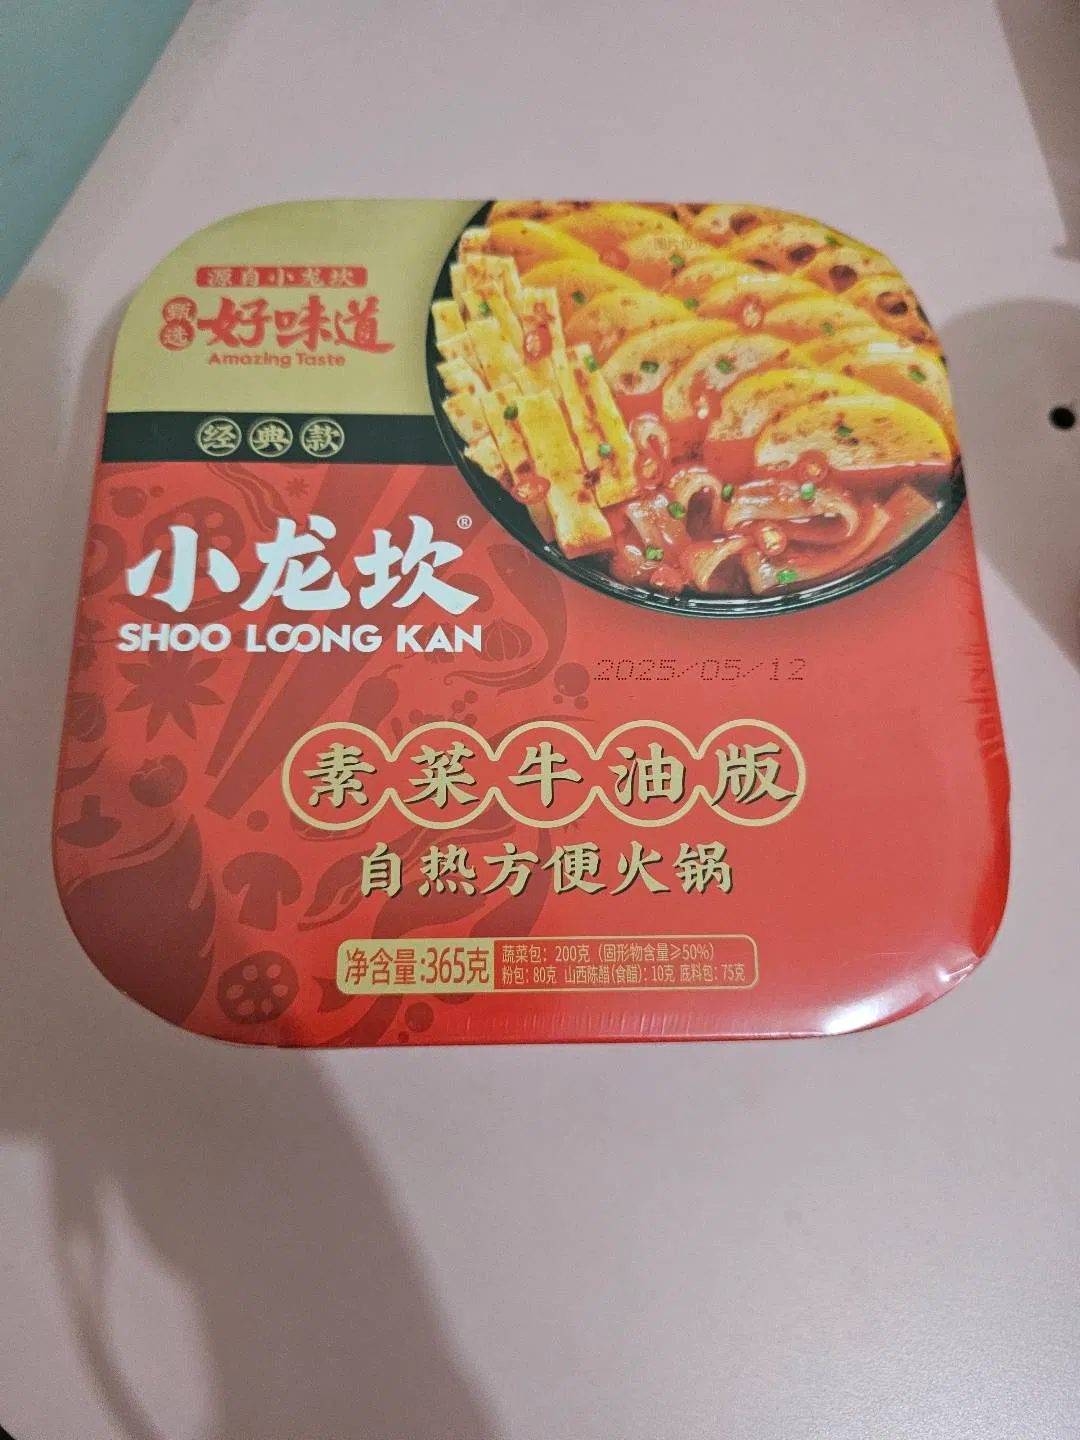 源自小龙坎
甄选
好味道
Amazing Taste
经典款
小龙坎®
SHOO LOONG KAN
2025/05/12
素菜牛油版
自热方便火锅
净含量:365克
蔬菜包：200克（固形物含量≥50%）
粉包：80克 山西陈醋(食醋)：10克 底料包：75克